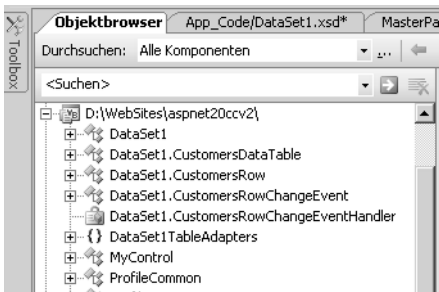 Objektbrowser App_Code/DataSet1.xsd* MasterPa
Toolbox
Durchsuchen: Alle Komponenten ...
<Suchen>
D:\WebSites\aspnet20ccv2\
DataSet1
DataSet1.CustomersDataTable
DataSet1.CustomersRow
DataSet1.CustomersRowChangeEvent
DataSet1.CustomersRowChangeEventHandler
{} DataSet1TableAdapters
MyControl
ProfileCommon